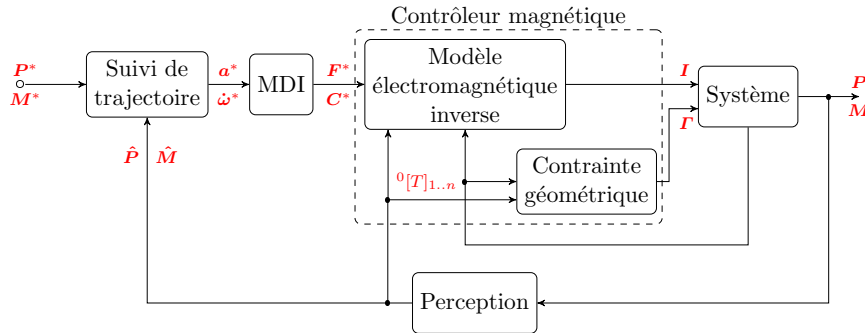 Contrôleur magnétique
P*
M*
Suivi de
trajectoire
a*
ω̇*
MDI
F*
C*
Modèle
électromagnétique
inverse
I
Γ
Système
P
M
P̂ M̂
⁰[T]₁..ₙ
Contrainte
géométrique
Perception